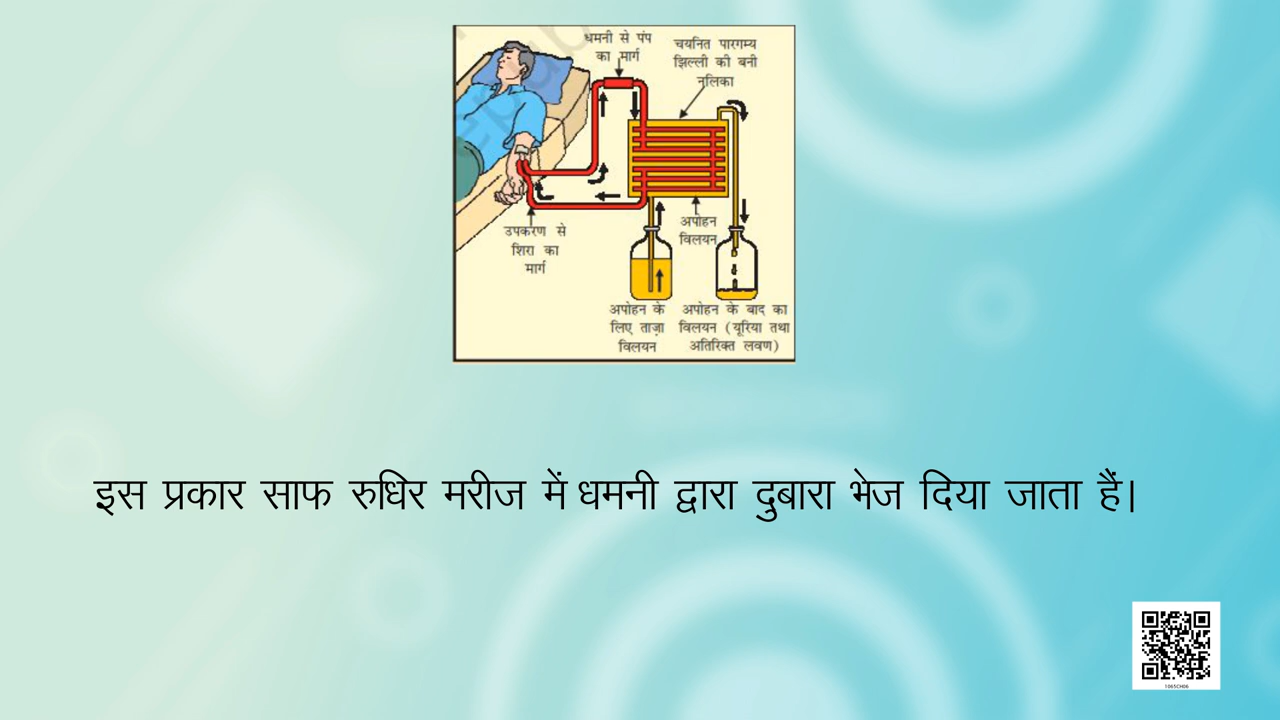 धमनी से पंप
का मार्ग
चयनित पारगम्य
झिल्ली की बनी
नलिका
अपोहन
विलयन
उपकरण से
शिरा का
मार्ग
अपोहन के
लिए ताज़ा
विलयन
अपोहन के बाद का
विलयन (यूरिया तथा
अतिरिक्त लवण)
इस प्रकार साफ रुधिर मरीज में धमनी द्वारा दुबारा भेज दिया जाता हैं।
1065CH06